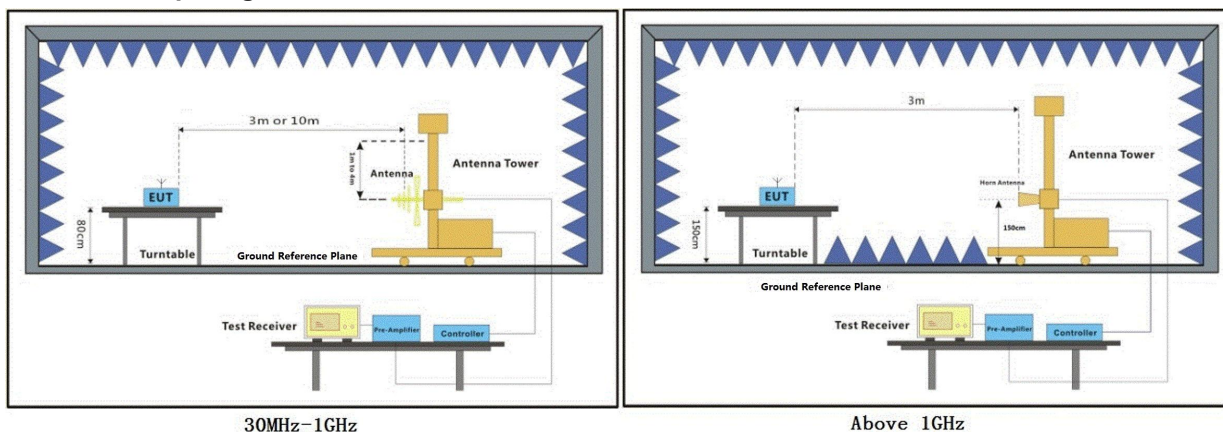 3m or 10m
1m to 4m
Antenna
Antenna Tower
EUT
80cm
Turntable
Ground Reference Plane
Test Receiver
Pre-Amplifier
Controller
30MHz-1GHz
3m
Antenna Tower
Horn Antenna
EUT
150cm
150cm
Turntable
Ground Reference Plane
Test Receiver
Pre-Amplifier
Controller
Above 1GHz